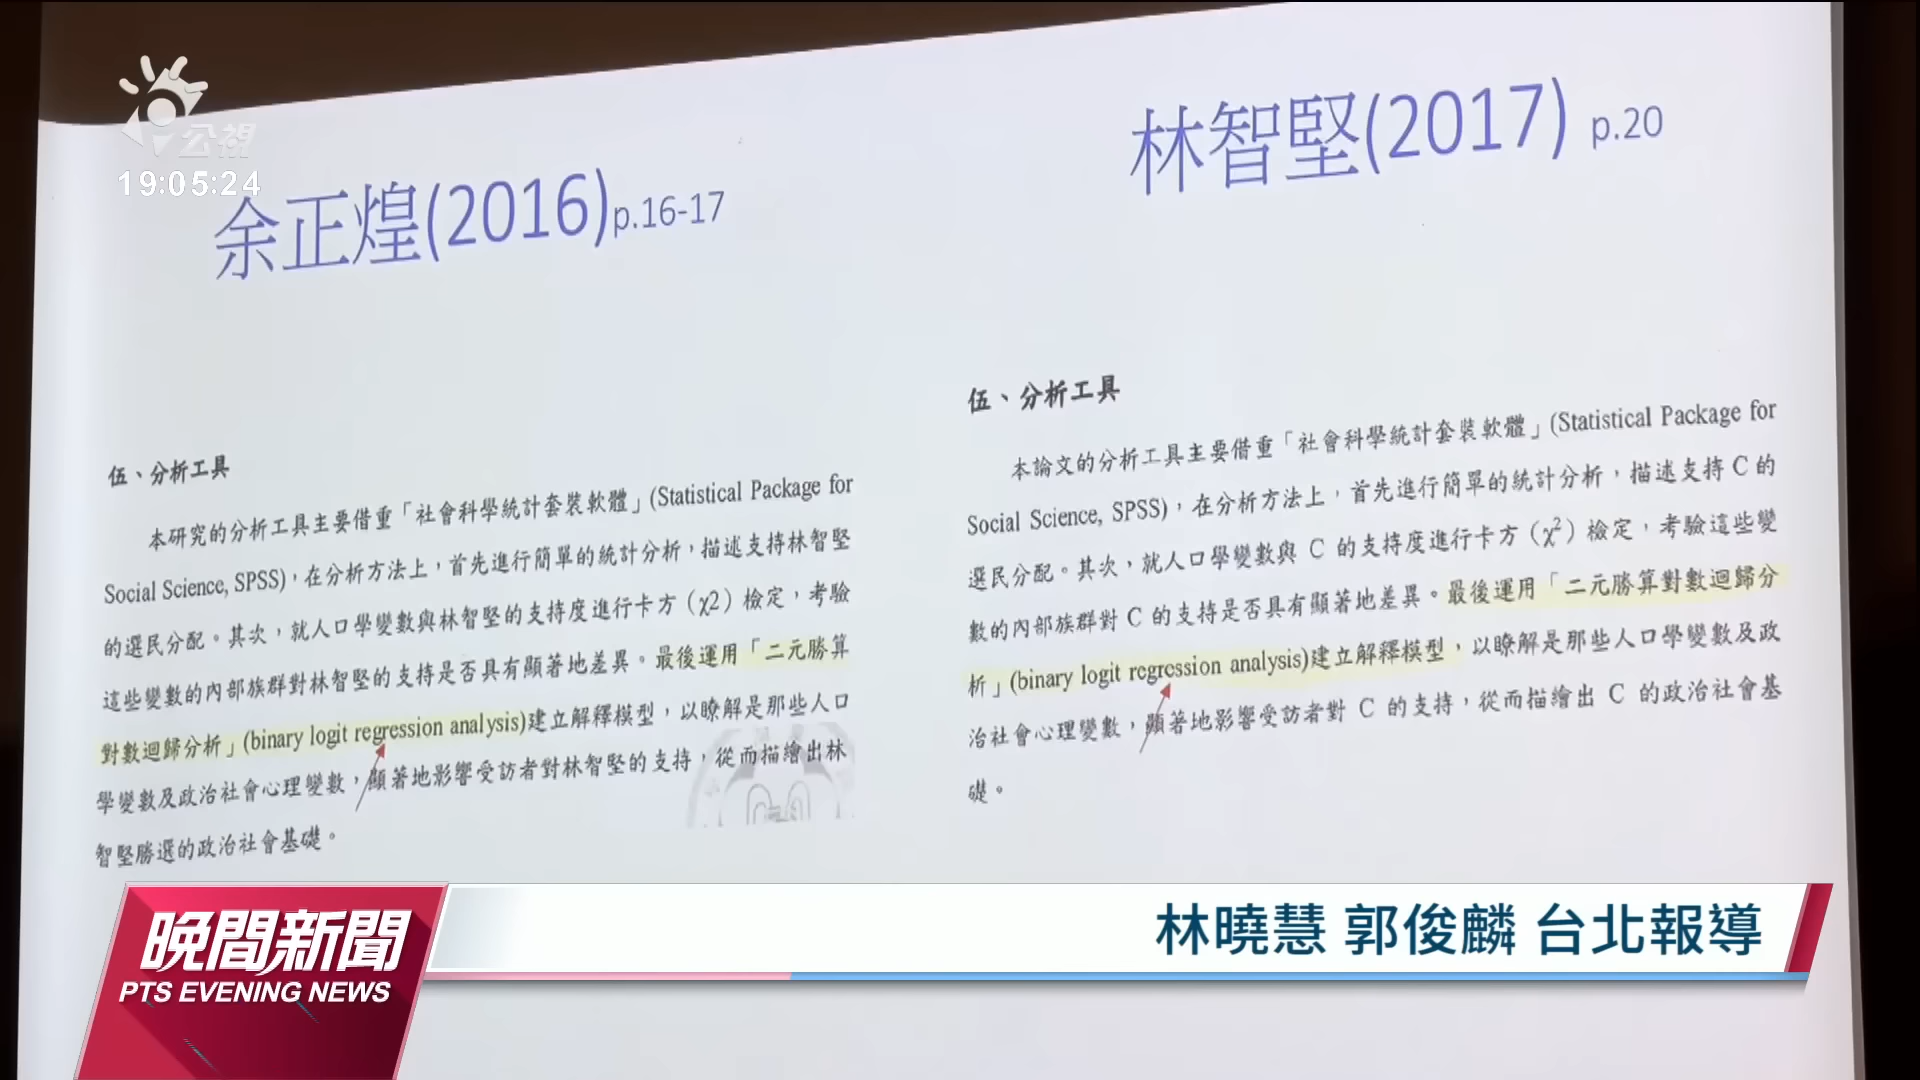 公視
19:05:24
余正煌(2016)p.16-17
伍、分析工具
本研究的分析工具主要借重「社會科學統計套裝軟體」(Statistical Package for
Social Science, SPSS)，在分析方法上，首先進行簡單的統計分析，描述支持林智堅
的選民分配。其次，就人口學變數與林智堅的支持度進行卡方（χ2）檢定，考驗
這些變數的內部族群對林智堅的支持是否具有顯著地差異。最後運用「二元勝算
對數迴歸分析」(binary logit regression analysis)建立解釋模型，以瞭解是那些人口
學變數及政治社會心理變數，顯著地影響受訪者對林智堅的支持，從而描繪出林
智堅勝選的政治社會基礎。
林智堅(2017) p.20
伍、分析工具
本論文的分析工具主要借重「社會科學統計套裝軟體」(Statistical Package for
Social Science, SPSS)，在分析方法上，首先進行簡單的統計分析，描述支持 C 的
選民分配。其次，就人口學變數與 C 的支持度進行卡方（χ²）檢定，考驗這些變
數的內部族群對 C 的支持是否具有顯著地差異。最後運用「二元勝算對數迴歸分
析」(binary logit regression analysis)建立解釋模型，以瞭解是那些人口學變數及政
治社會心理變數，顯著地影響受訪者對 C 的支持，從而描繪出 C 的政治社會基
礎。
晚間新聞
PTS EVENING NEWS
林曉慧 郭俊麟 台北報導